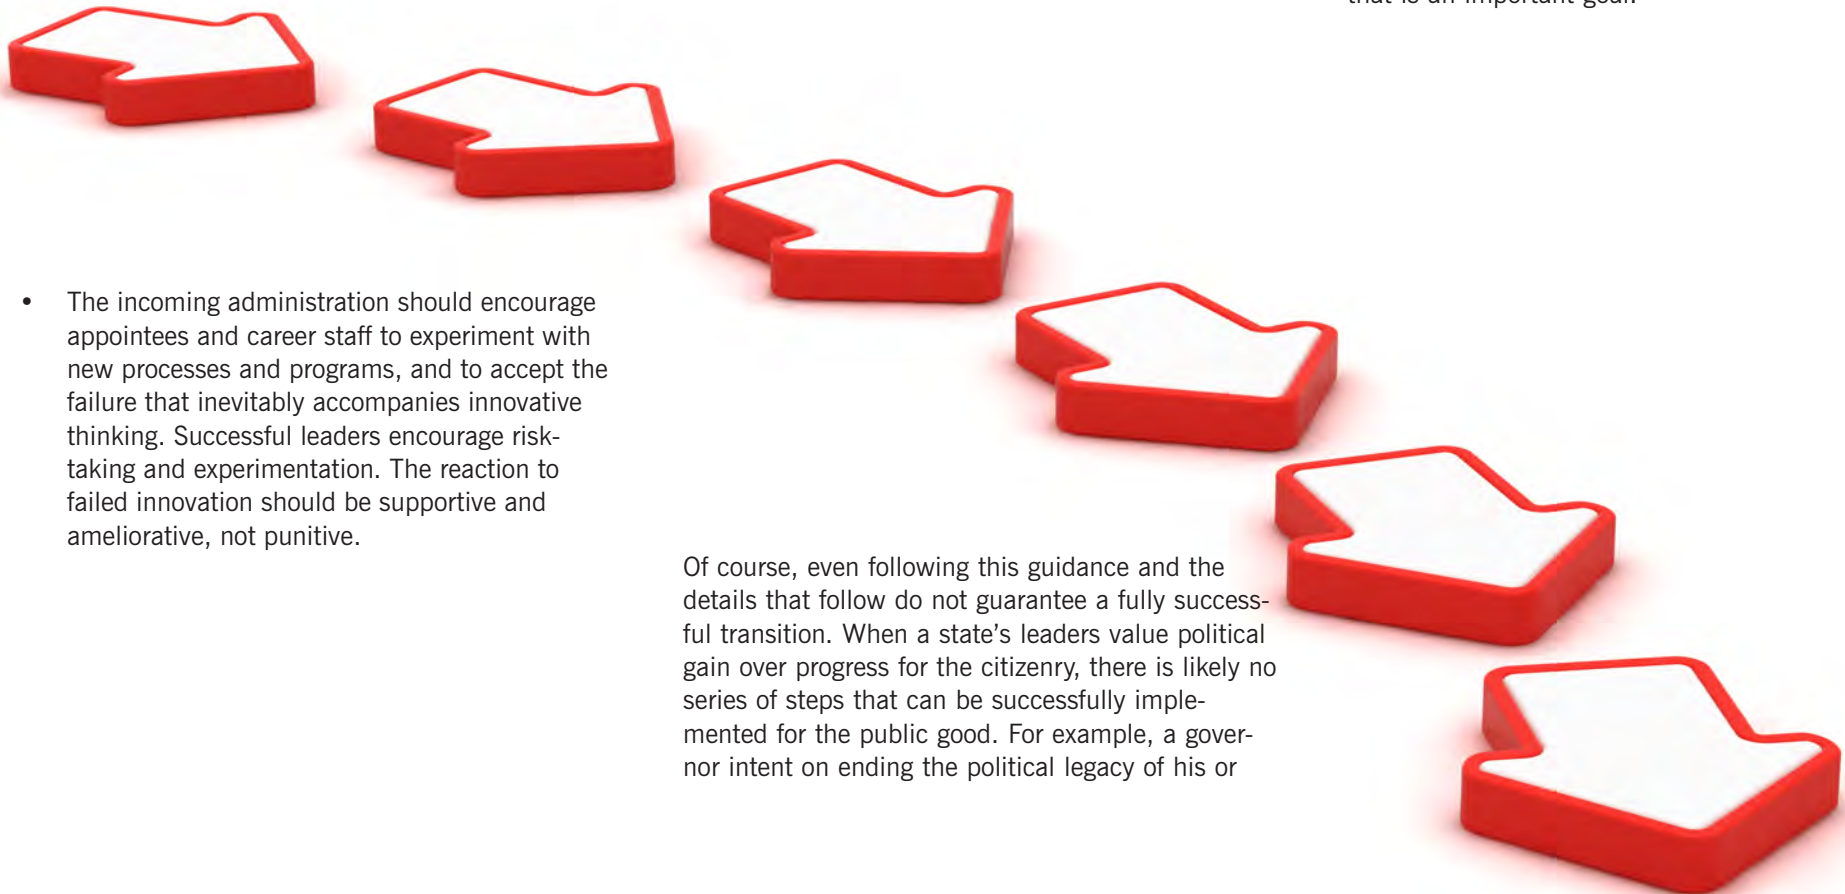 The incoming administration should encourage
appointees and career staff to experiment with
new processes and programs, and to accept the
failure that inevitably accompanies innovative
thinking. Successful leaders encourage risk-
taking and experimentation. The reaction to
failed innovation should be supportive and
ameliorative, not punitive.
Of course, even following this guidance and the
details that follow do not guarantee a fully success-
ful transition. When a state’s leaders value political
gain over progress for the citizenry, there is likely no
series of steps that can be successfully imple-
mented for the public good. For example, a gover-
nor intent on ending the political legacy of his or
that is an important goal.